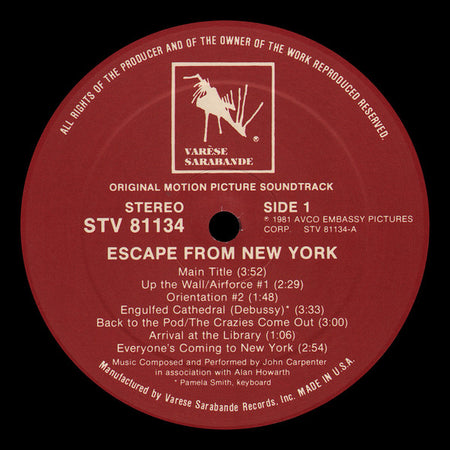 ALL RIGHTS OF THE PRODUCER AND OF THE OWNER OF THE WORK REPRODUCED RESERVED.
®
VARÈSE
SARABANDE
ORIGINAL MOTION PICTURE SOUNDTRACK
STEREO
STV 81134
SIDE 1
℗ 1981 AVCO EMBASSY PICTURES
CORP. STV 81134-A
ESCAPE FROM NEW YORK
Main Title (3:52)
Up the Wall/Airforce #1 (2:29)
Orientation #2 (1:48)
Engulfed Cathedral (Debussy)* (3:33)
Back to the Pod/The Crazies Come Out (3:00)
Arrival at the Library (1:06)
Everyone's Coming to New York (2:54)
Music Composed and Performed by John Carpenter
in association with Alan Howarth
* Pamela Smith, keyboard
Manufactured by Varese Sarabande Records, Inc. MADE IN U.S.A.